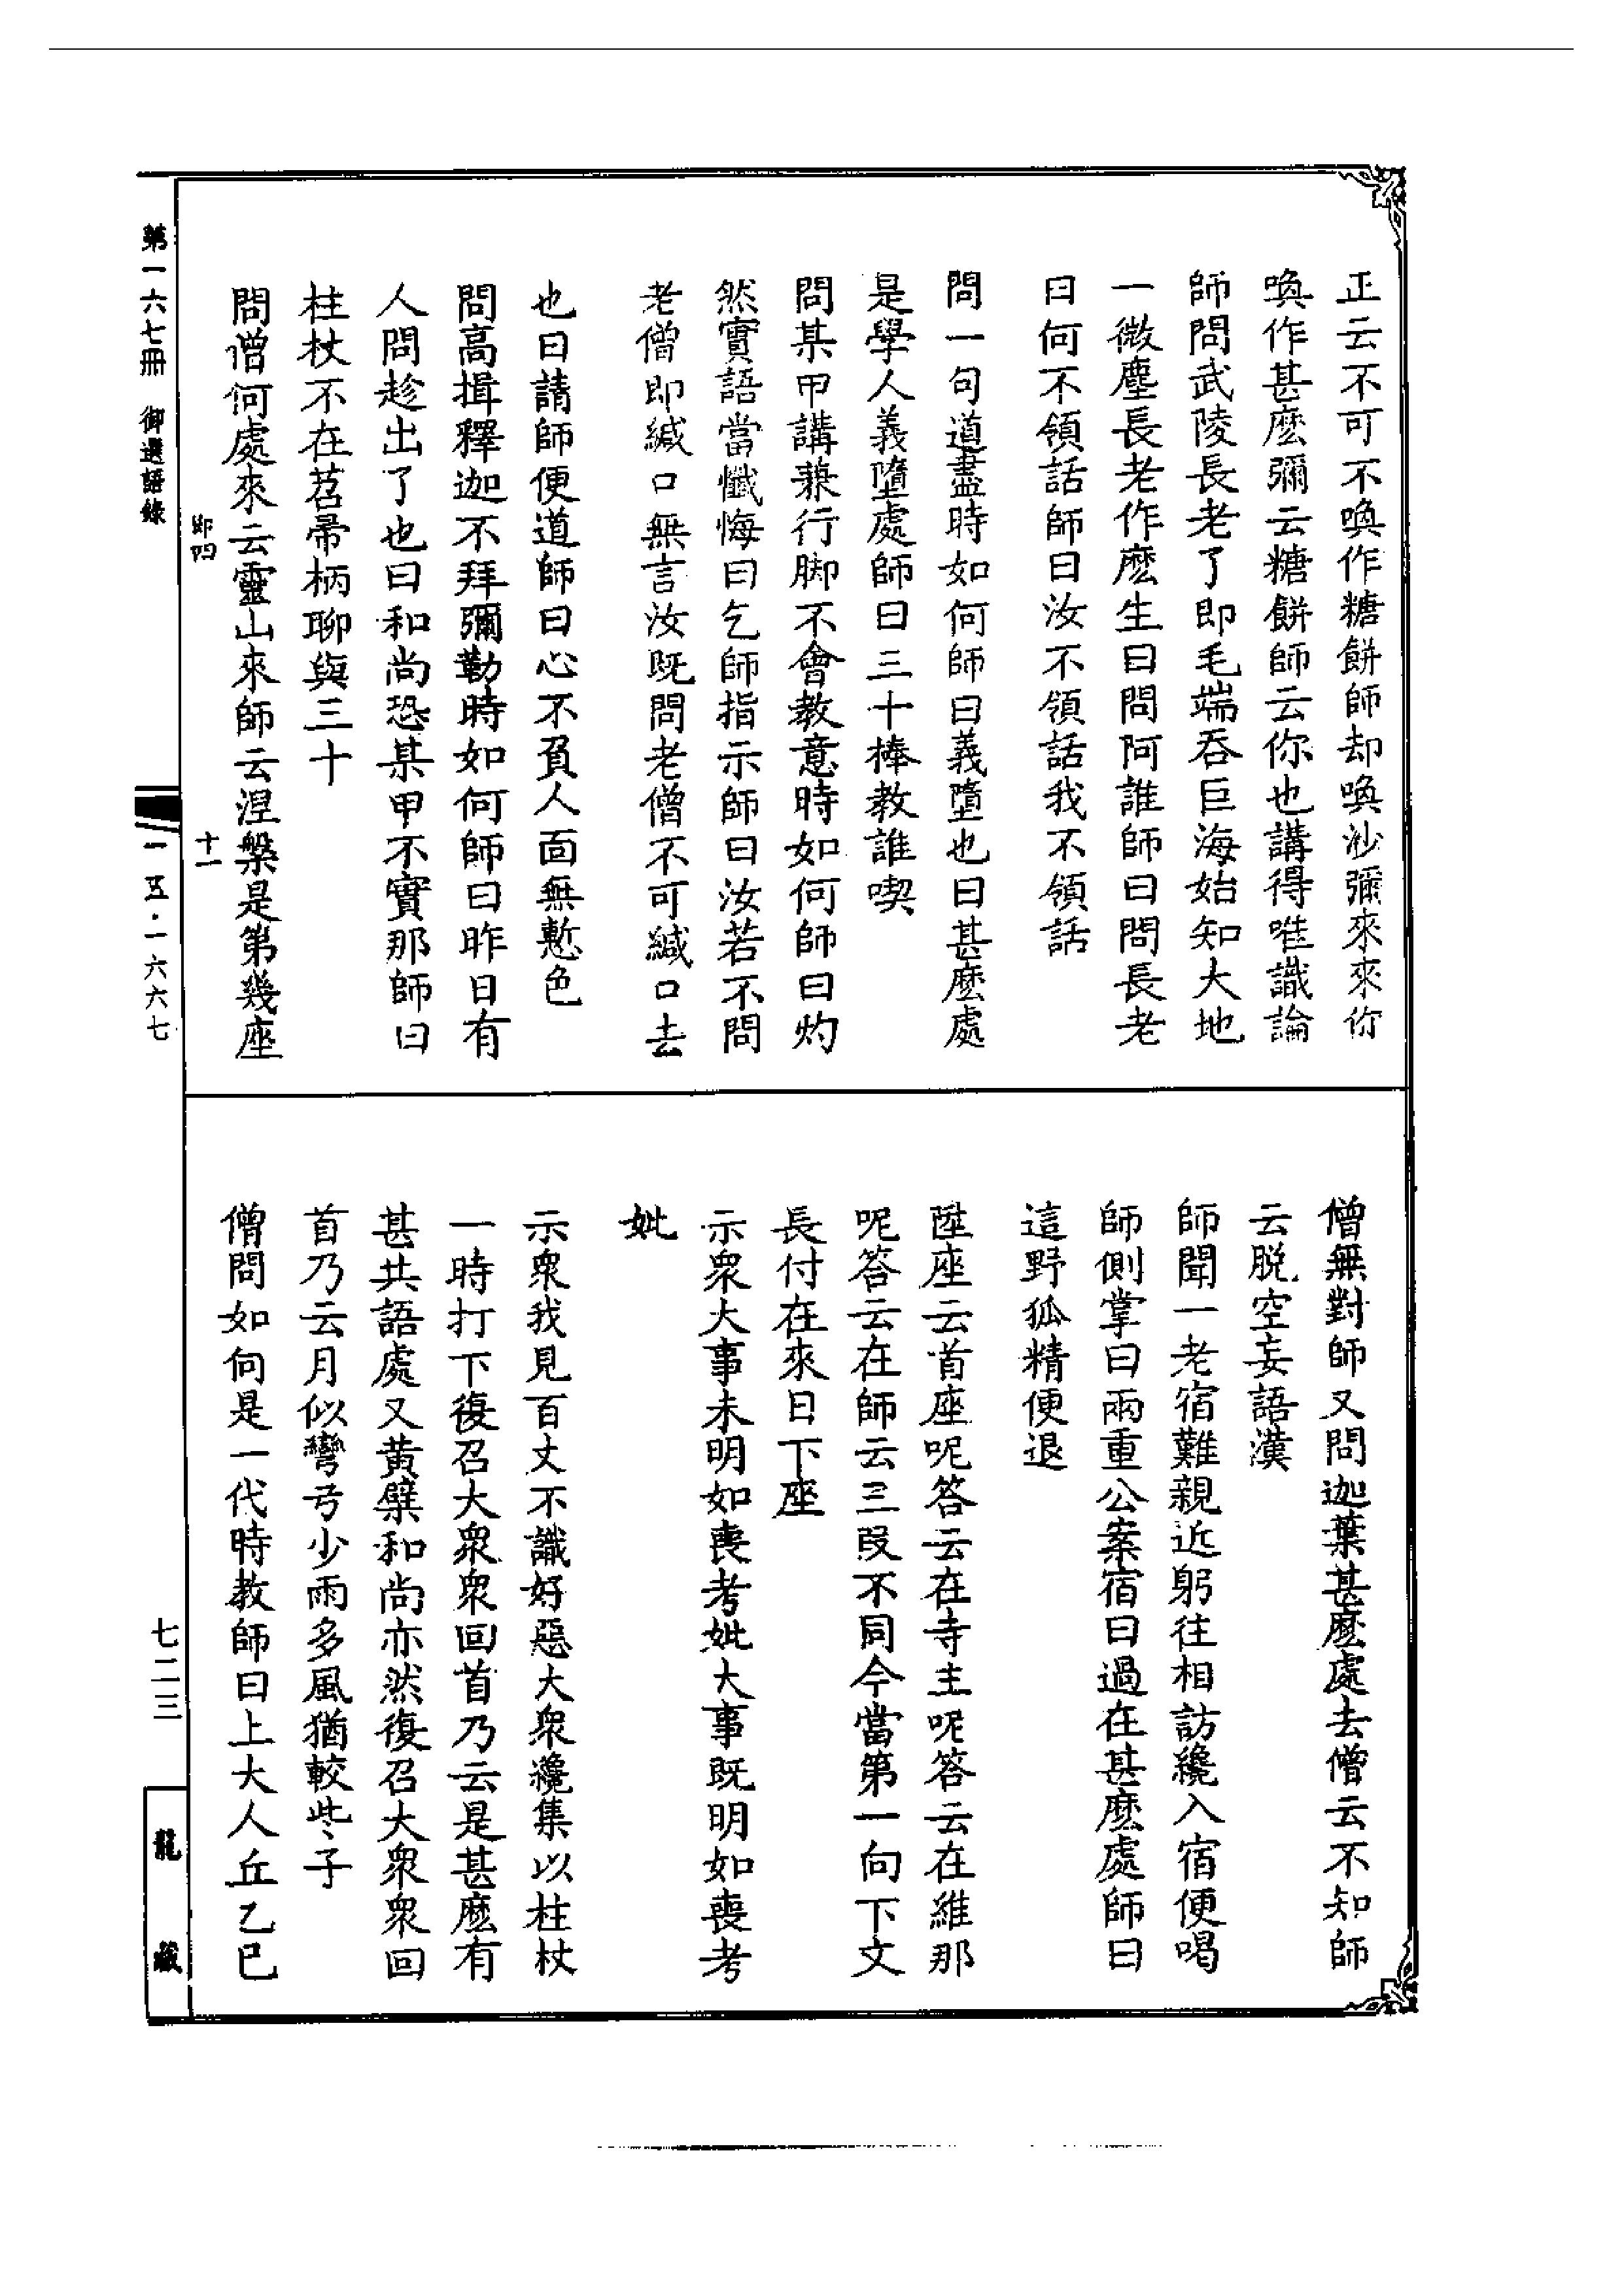 正云不可不喚作糖餅師却喚沙彌來來你
喚作甚麽彌云糖餅師云你也講得唯識論
師問武陵長老了即毛端吞巨海始知大地
一微塵長老作麽生曰問阿誰師曰問長老
曰何不領話師曰汝不領話我不領話
問一句道盡時如何師曰義墮也曰甚麽處
是學人義墮處師曰三十棒教誰喫
問某甲講兼行脚不會教意時如何師曰灼
然實語當懺悔曰乞師指示師曰汝若不問
老僧即緘口無言汝既問老僧不可緘口去
也曰請師便道師曰心不負人面無慙色
問高揖釋迦不拜彌勒時如何師曰昨日有
人問趁出了也曰和尚恐某甲不實那師曰
柱杖不在苕帚柄聊與三十
問僧何處來云靈山來師云涅槃是第幾座
僧無對師又問迦葉甚麽處去僧云不知師
云脱空妄語漢
師聞一老宿難親近躬往相訪纔入宿便喝
師側掌曰兩重公案宿曰過在甚麽處師曰
這野狐精便退
陞座云首座呢答云在寺主呢答云在維那
呢答云在師云三叚不同今當第一向下文
長付在來日下座
示衆大事未明如喪考妣大事既明如喪考
妣
示衆我見百丈不識好惡大衆纔集以柱杖
一時打下復召大衆衆回首乃云是甚麽有
甚共語處又黃檗和尚亦然復召大衆衆回
首乃云月似彎弓少雨多風猶較些子
僧問如何是一代時教師曰上大人丘乙巳
十一
第一六七冊 御選語錄
一五·一六六七
七二三
龍藏